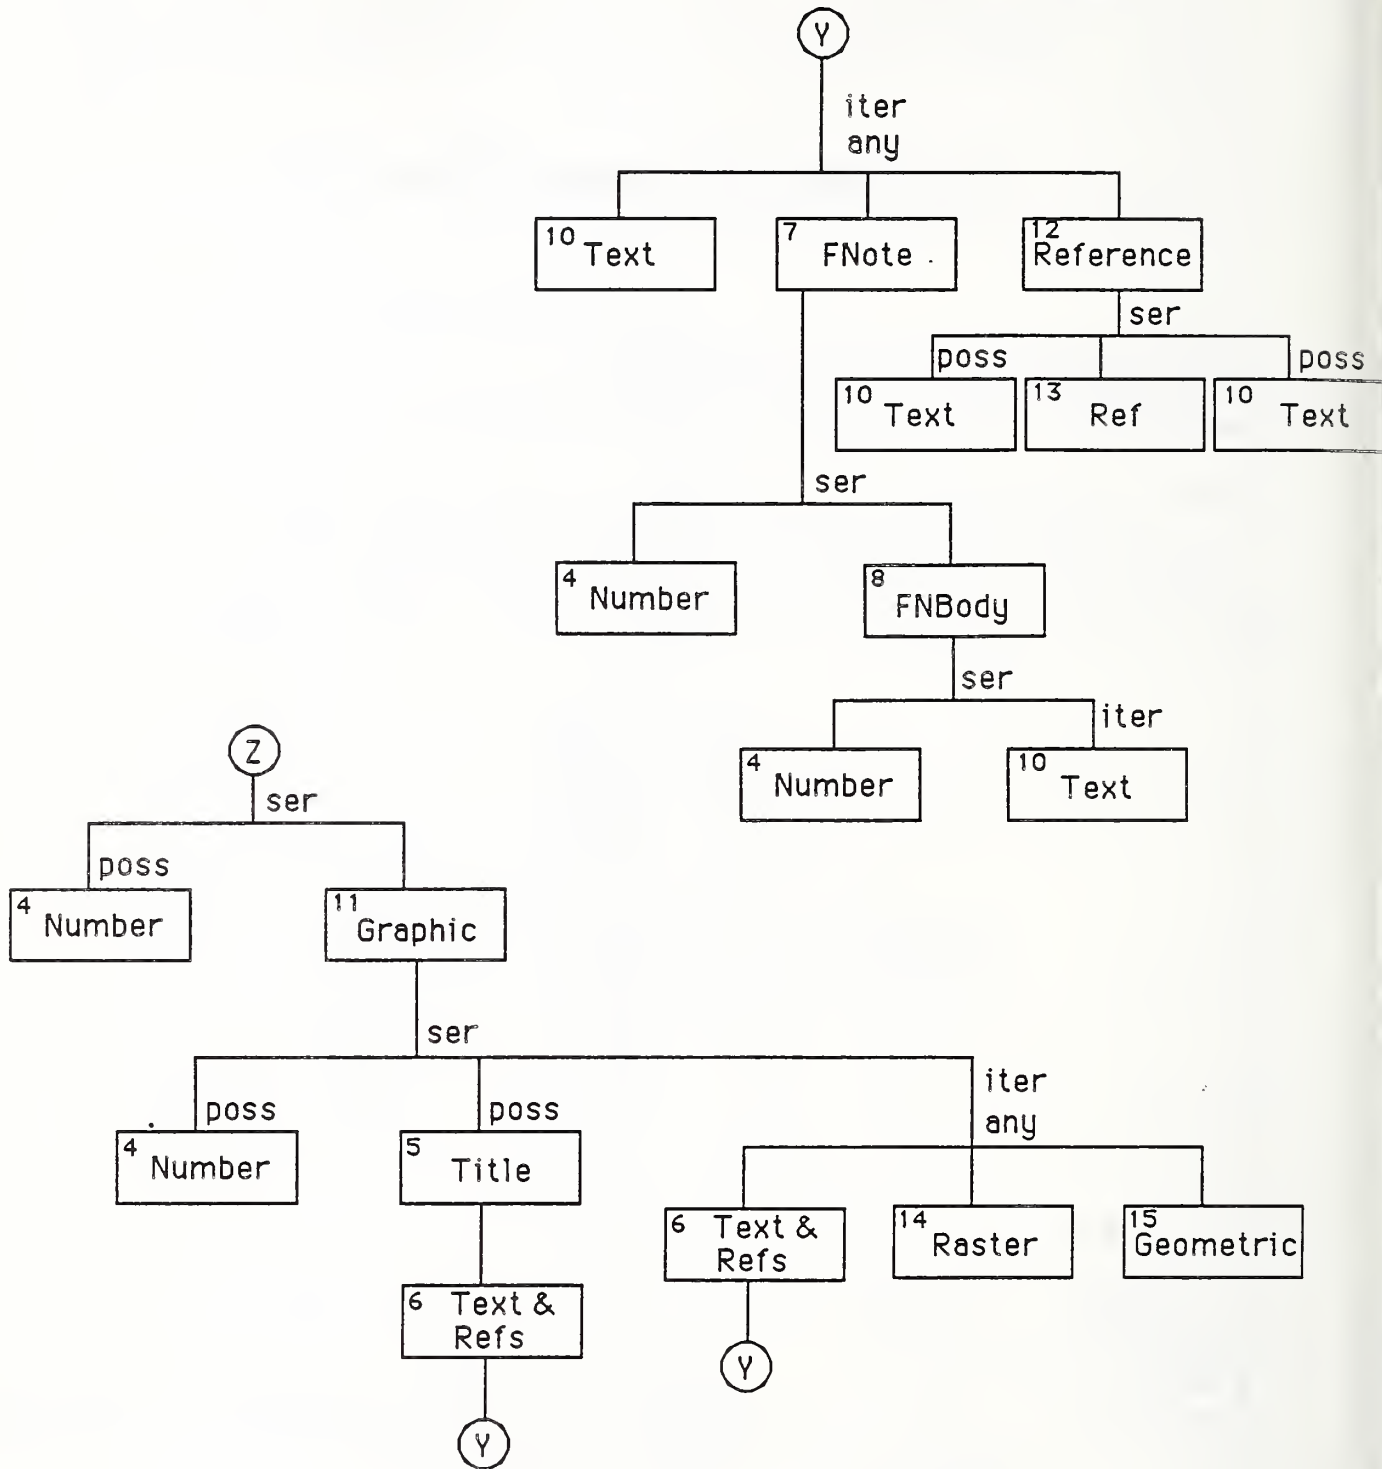 Y
iter
any
10 Text
7 FNote
12 Reference
ser
poss
poss
10 Text
13 Ref
10 Text
ser
4 Number
8 FNBody
ser
iter
4 Number
10 Text
Z
ser
poss
4 Number
11 Graphic
ser
poss
poss
iter
any
4 Number
5 Title
6 Text &
Refs
14 Raster
15 Geometric
6 Text &
Refs
Y
Y